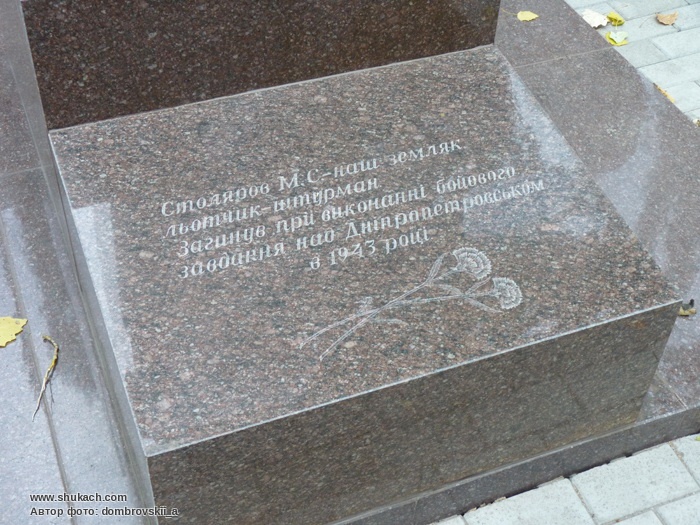 Столяров М.С-наш земляк
льотчик-штурман
Загинув при виконанні бойового
завдання над Дніпропетровськом
в 1943 році
www.shukach.com
Автор фото: dombrovskii_a